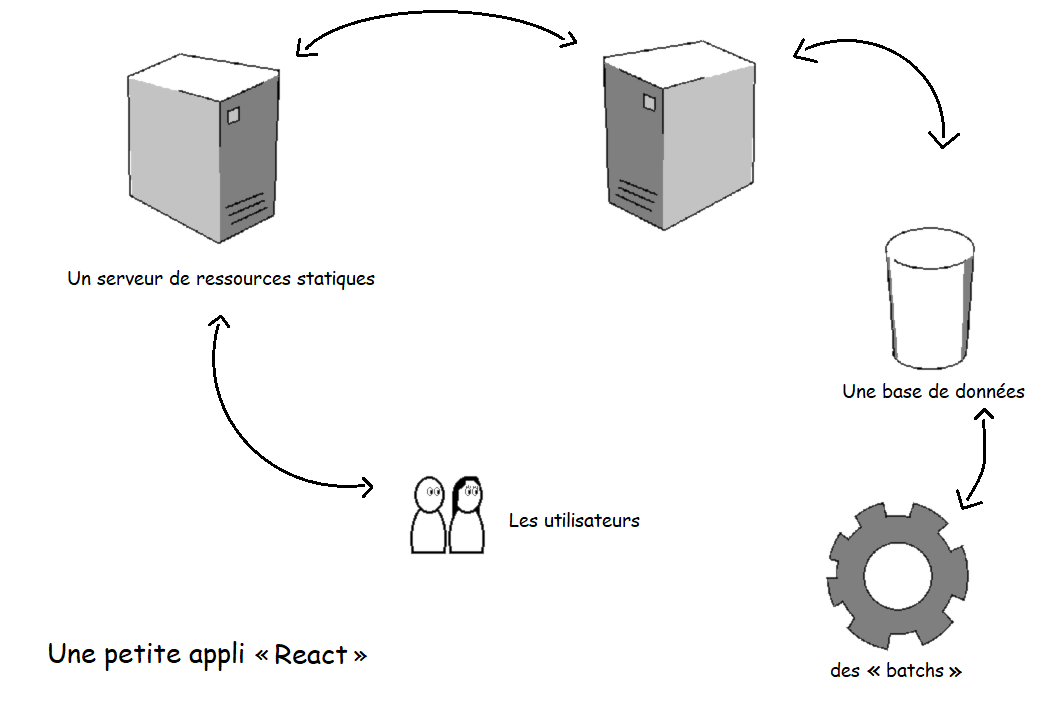 Un serveur de ressources statiques
Une base de données
Les utilisateurs
Une petite appli « React »
des « batchs »